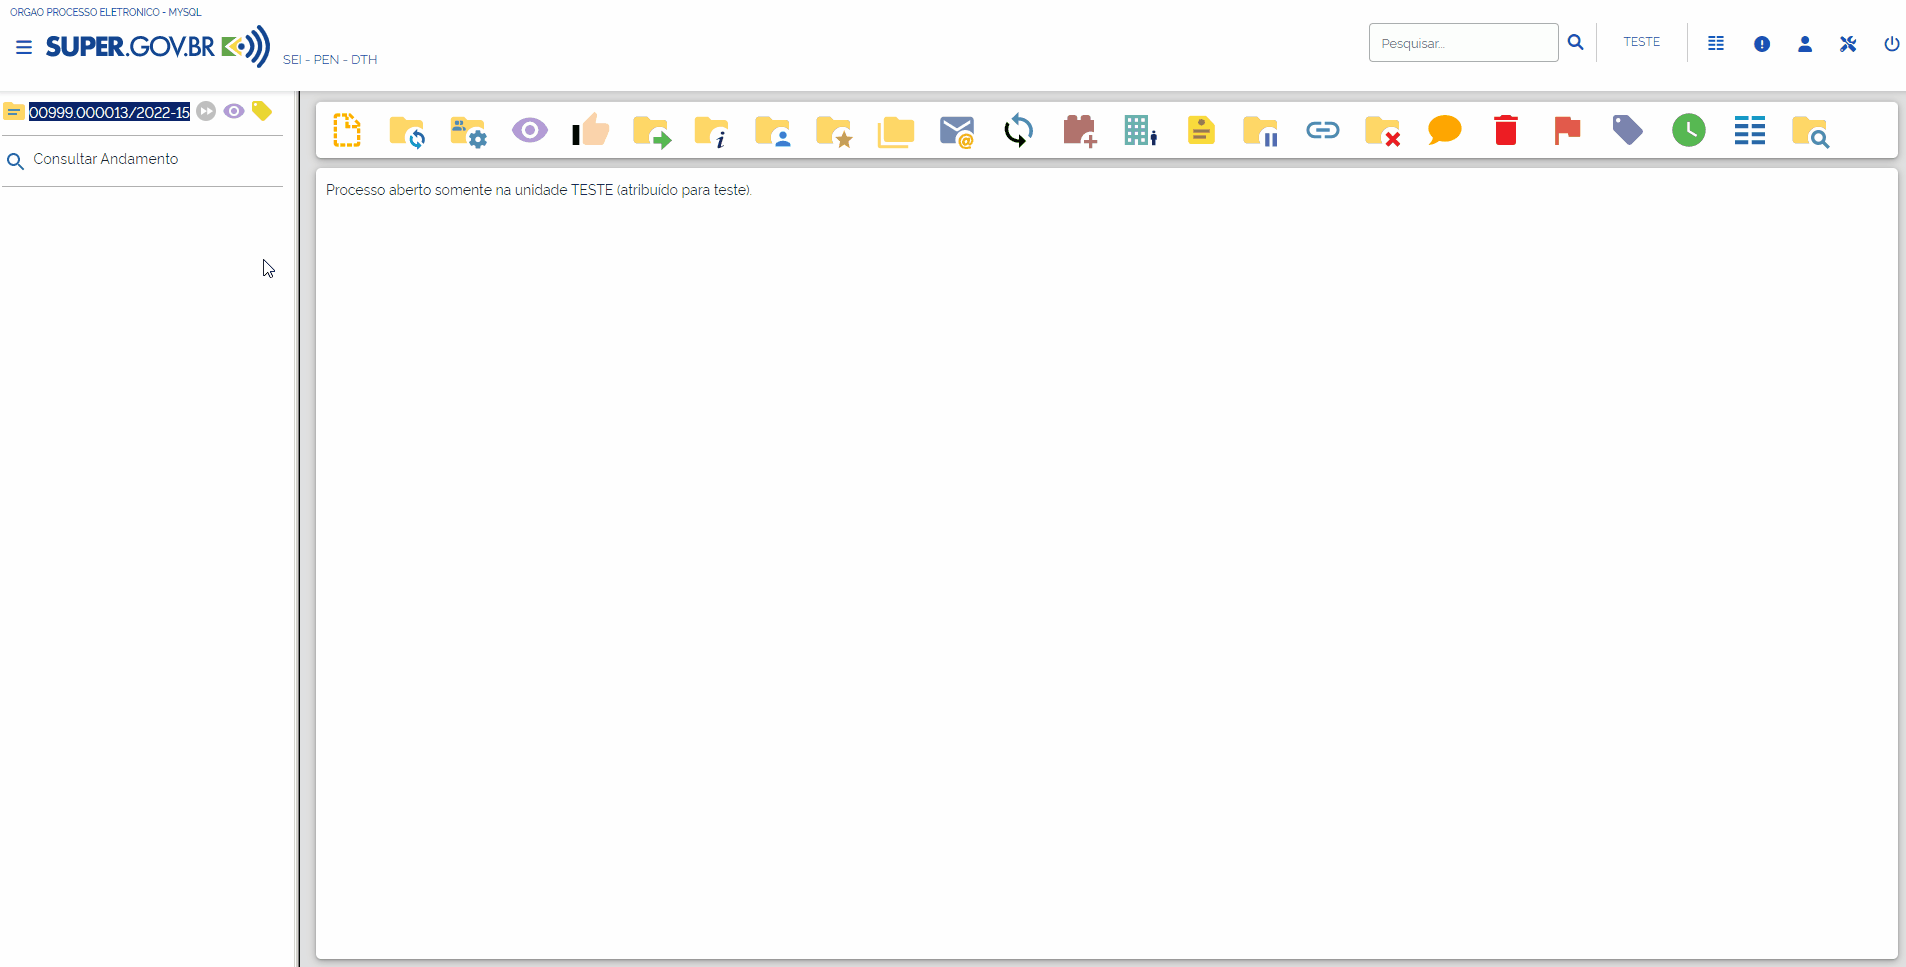 ORGAO PROCESSO ELETRONICO - MYSQL
SUPER.GOV.BR
SEI - PEN - DTH
Pesquisar...
TESTE
00999.000013/2022-15
Consultar Andamento
Processo aberto somente na unidade TESTE (atribuído para teste).